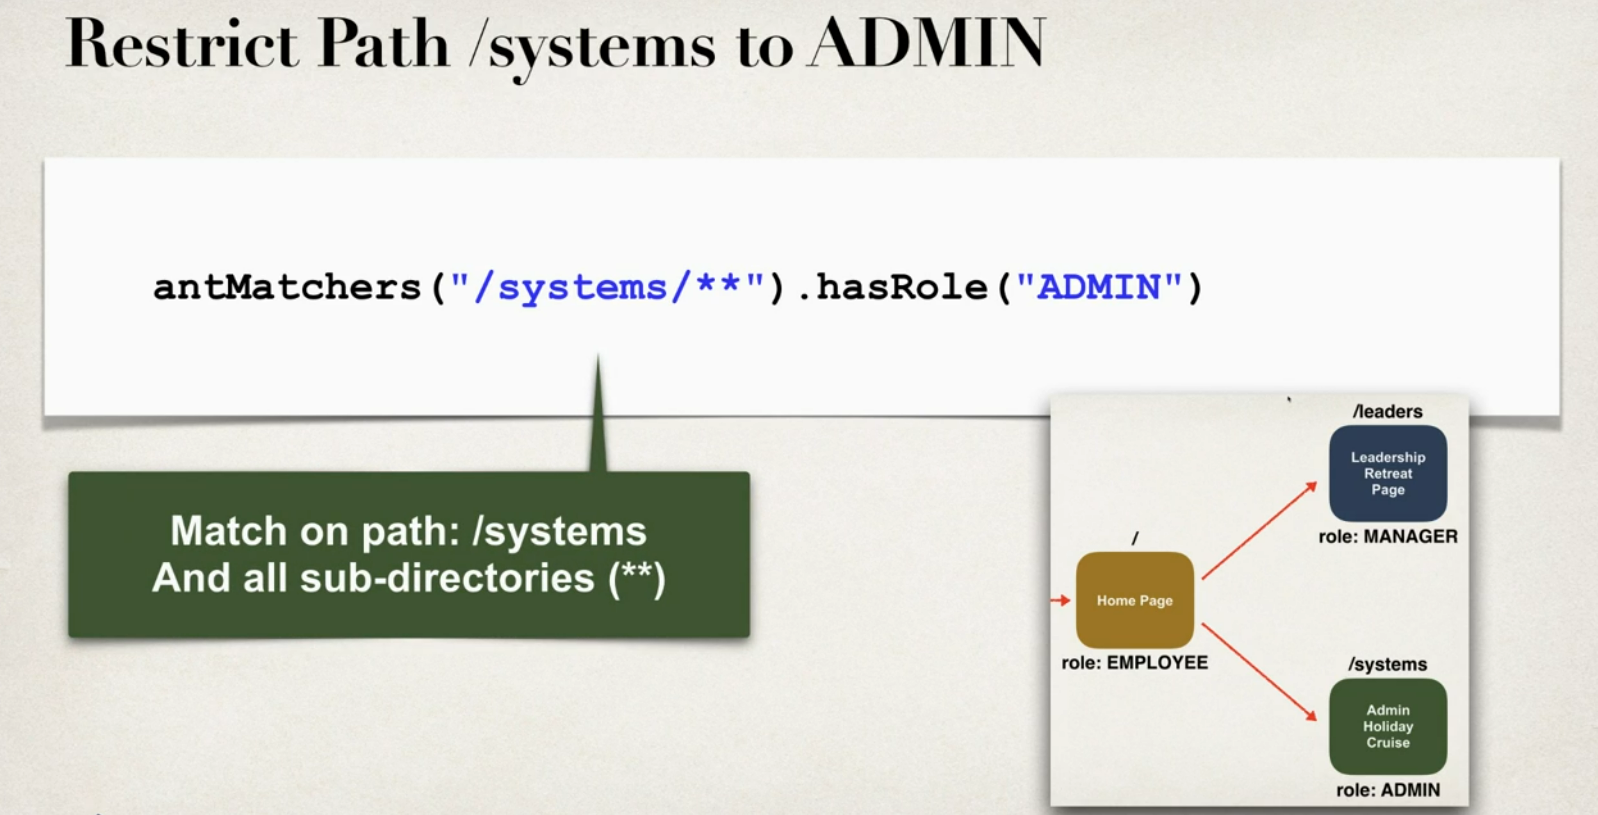 Restrict Path /systems to ADMIN
antMatchers("/systems/**").hasRole("ADMIN")
Match on path: /systems
And all sub-directories (**)
/leaders
Leadership
Retreat
Page
role: MANAGER
/
Home Page
role: EMPLOYEE
/systems
Admin
Holiday
Cruise
role: ADMIN